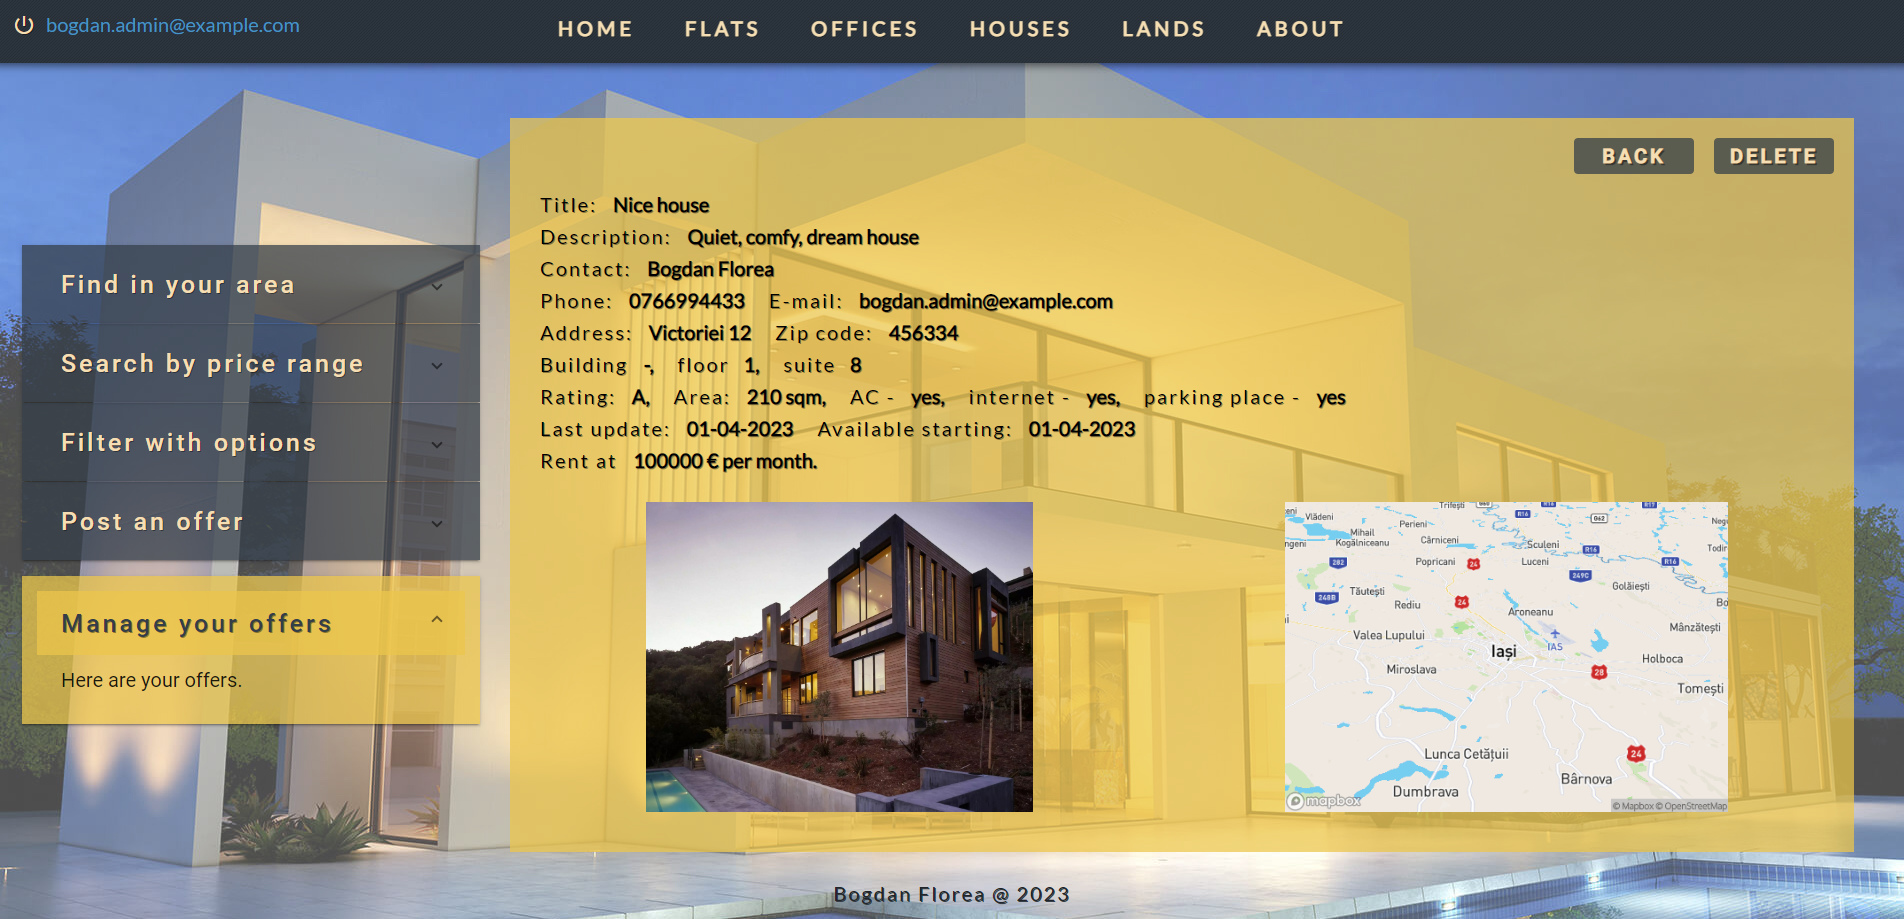 bogdan.admin@example.com
HOME FLATS OFFICES HOUSES LANDS ABOUT
BACK DELETE
Title: Nice house
Description: Quiet, comfy, dream house
Contact: Bogdan Florea
Phone: 0766994433 E-mail: bogdan.admin@example.com
Address: Victoriei 12 Zip code: 456334
Building -, floor 1, suite 8
Rating: A, Area: 210 sqm, AC - yes, internet - yes, parking place - yes
Last update: 01-04-2023 Available starting: 01-04-2023
Rent at 100000 € per month.
Find in your area
Search by price range
Filter with options
Post an offer
Manage your offers
Here are your offers.
Trifești
Vlădeni
R16
G62
Perieni
Mihail
Kogălniceanu
Cârniceni
Sculeni
R16
282
Popricani
24
Luceni
R16
249C
Golăiești
Tăutești
248B
Rediu
24
Aroneanu
Valea Lupului
Mânzătești
IAS
Iași
Miroslava
28
Holboca
Tomești
Lunca Cetățuii
24
Bârnova
Dumbrava
mapbox
© Mapbox © OpenStreetMap
Bogdan Florea @ 2023